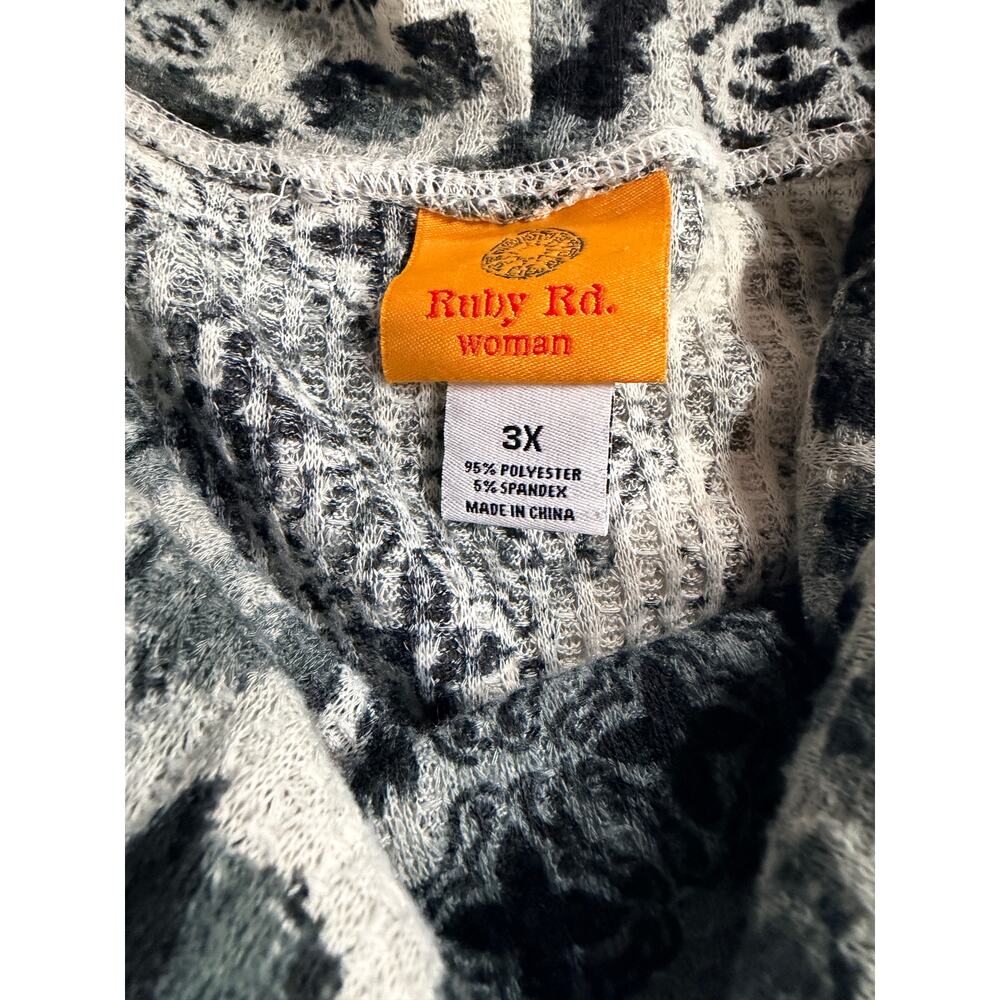 Ruby Rd.
woman
3X
95% POLYESTER
5% SPANDEX
MADE IN CHINA